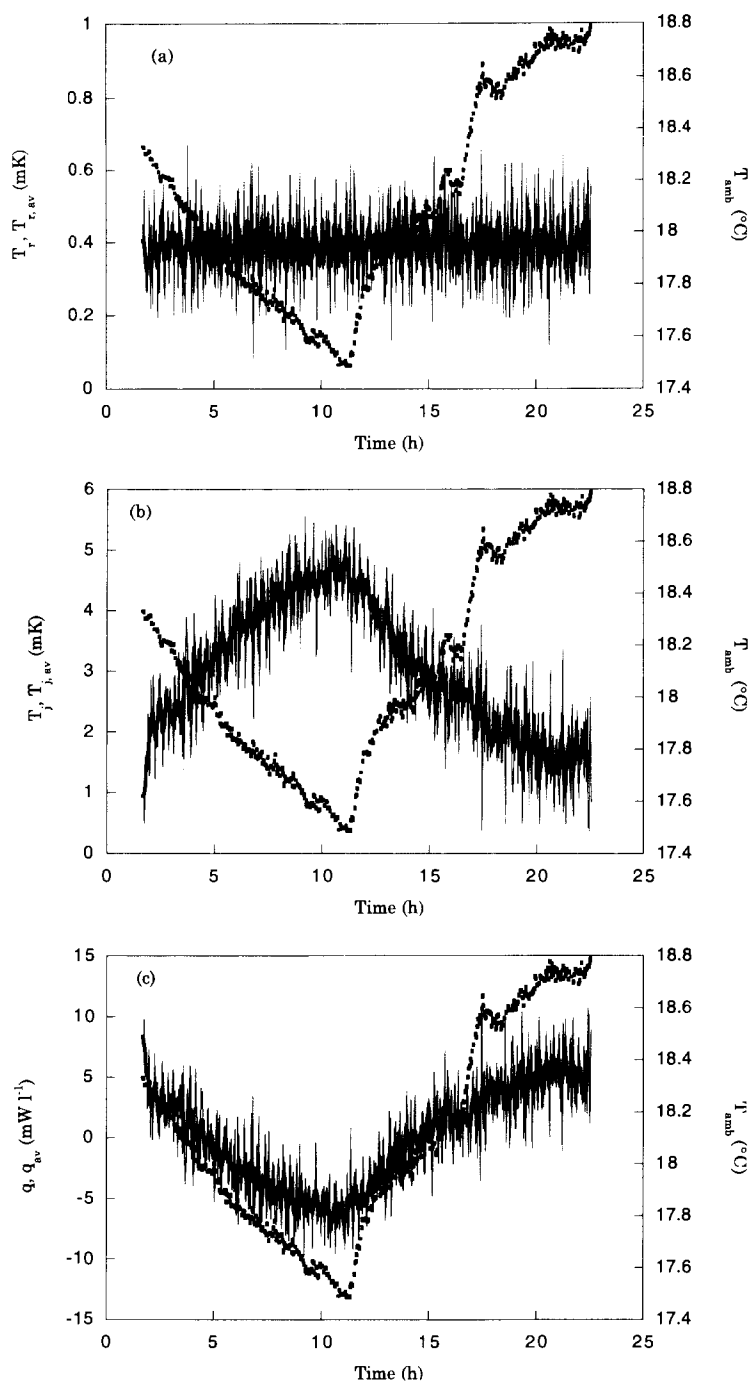 (a)
1
0.8
0.6
0.4
0.2
0
T_r, T_r, av (mK)
18.8
18.6
18.4
18.2
18
17.8
17.6
17.4
T_amb (°C)
0 5 10 15 20 25
Time (h)
(b)
6
5
4
3
2
1
0
T_j, T_j, av (mK)
18.8
18.6
18.4
18.2
18
17.8
17.6
17.4
T_amb (°C)
0 5 10 15 20 25
Time (h)
(c)
15
10
5
0
-5
-10
-15
q, q_av (mW l⁻¹)
18.8
18.6
18.4
18.2
18
17.8
17.6
17.4
T_amb (°C)
0 5 10 15 20 25
Time (h)